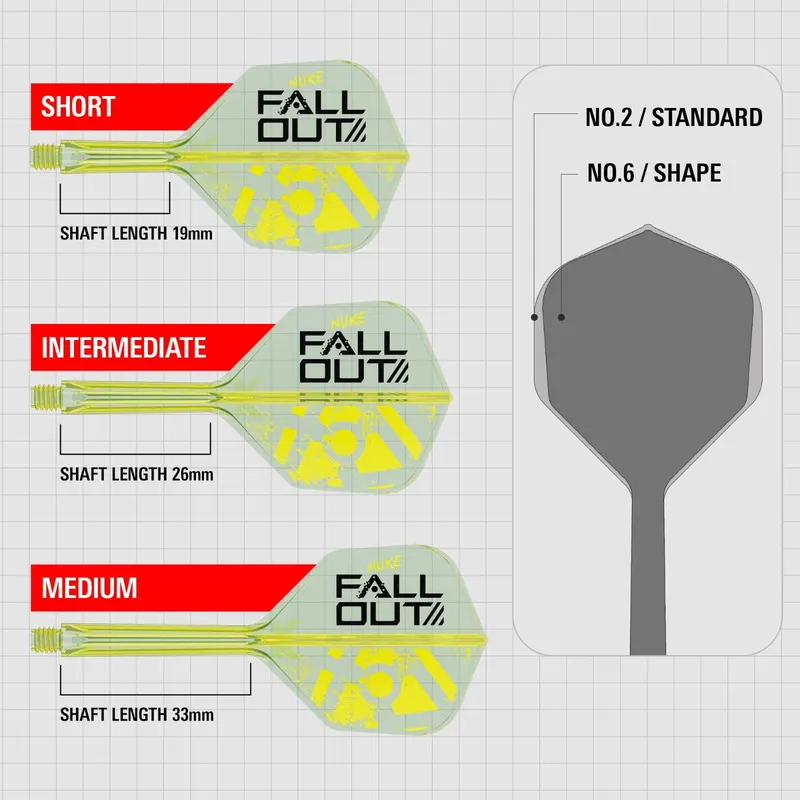 SHORT
NUKE
FALL
OUT
SHAFT LENGTH 19mm
INTERMEDIATE
NUKE
FALL
OUT
SHAFT LENGTH 26mm
MEDIUM
NUKE
FALL
OUT
SHAFT LENGTH 33mm
NO.2 / STANDARD
NO.6 / SHAPE